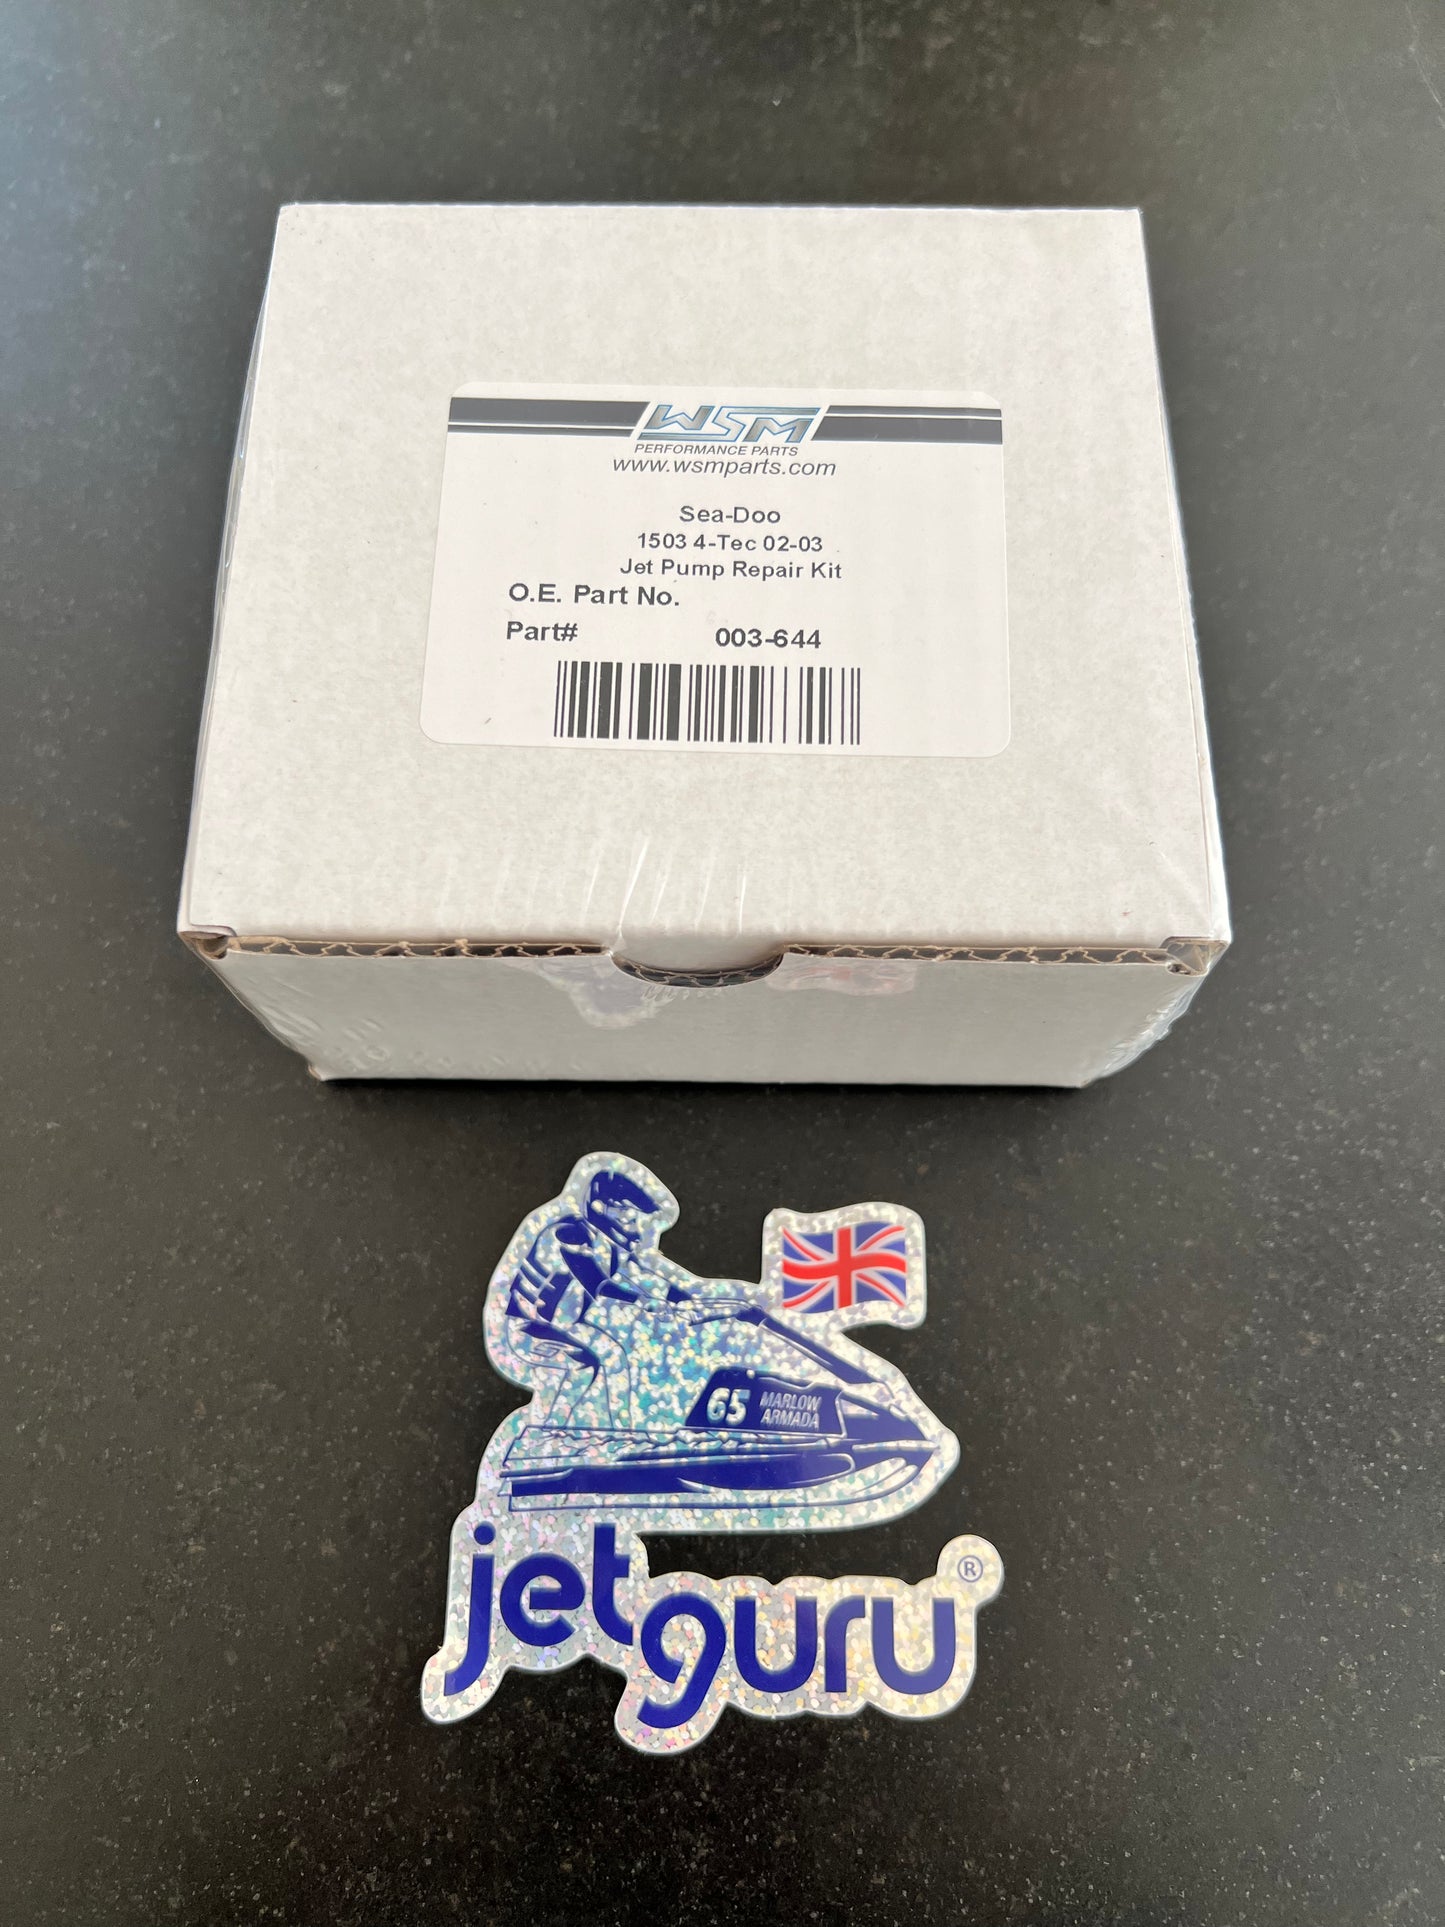 WSM
PERFORMANCE PARTS
www.wsmparts.com
Sea-Doo
1503 4-Tec 02-03
Jet Pump Repair Kit
O.E. Part No.
Part# 003-644
65 MARLOW
ARMADA
jetguru®